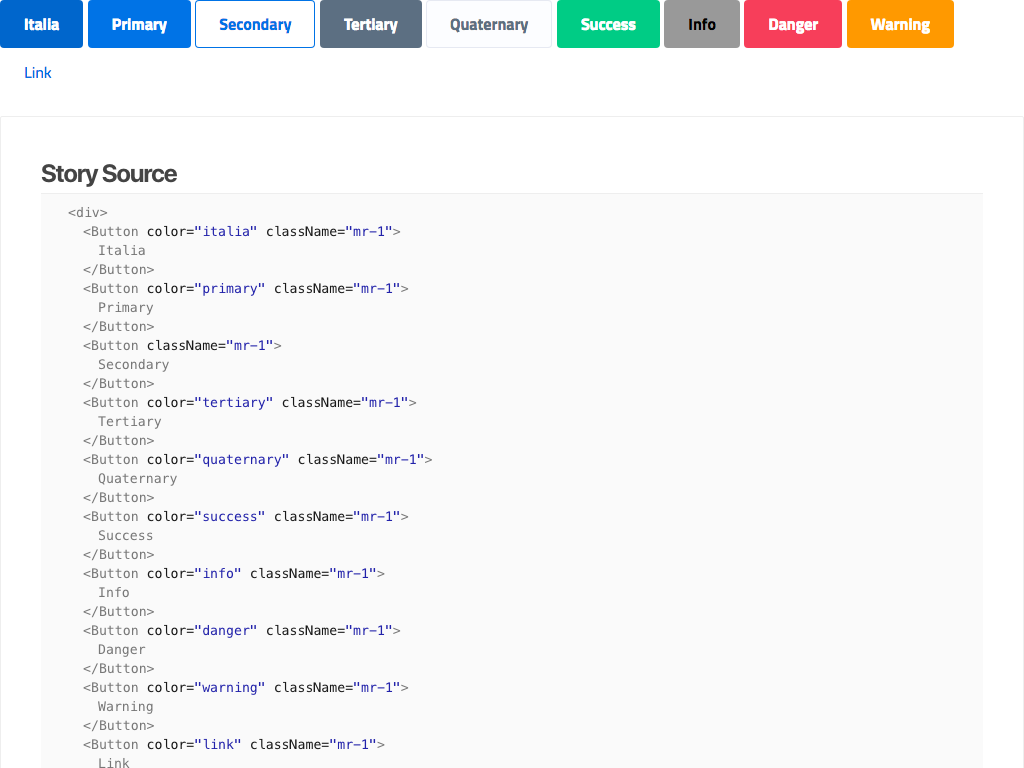 Italia Primary Secondary Tertiary Quaternary Success Info Danger Warning
Link
Story Source
<div>
<Button color="italia" className="mr-1">
Italia
</Button>
<Button color="primary" className="mr-1">
Primary
</Button>
<Button className="mr-1">
Secondary
</Button>
<Button color="tertiary" className="mr-1">
Tertiary
</Button>
<Button color="quaternary" className="mr-1">
Quaternary
</Button>
<Button color="success" className="mr-1">
Success
</Button>
<Button color="info" className="mr-1">
Info
</Button>
<Button color="danger" className="mr-1">
Danger
</Button>
<Button color="warning" className="mr-1">
Warning
</Button>
<Button color="link" className="mr-1">
Link